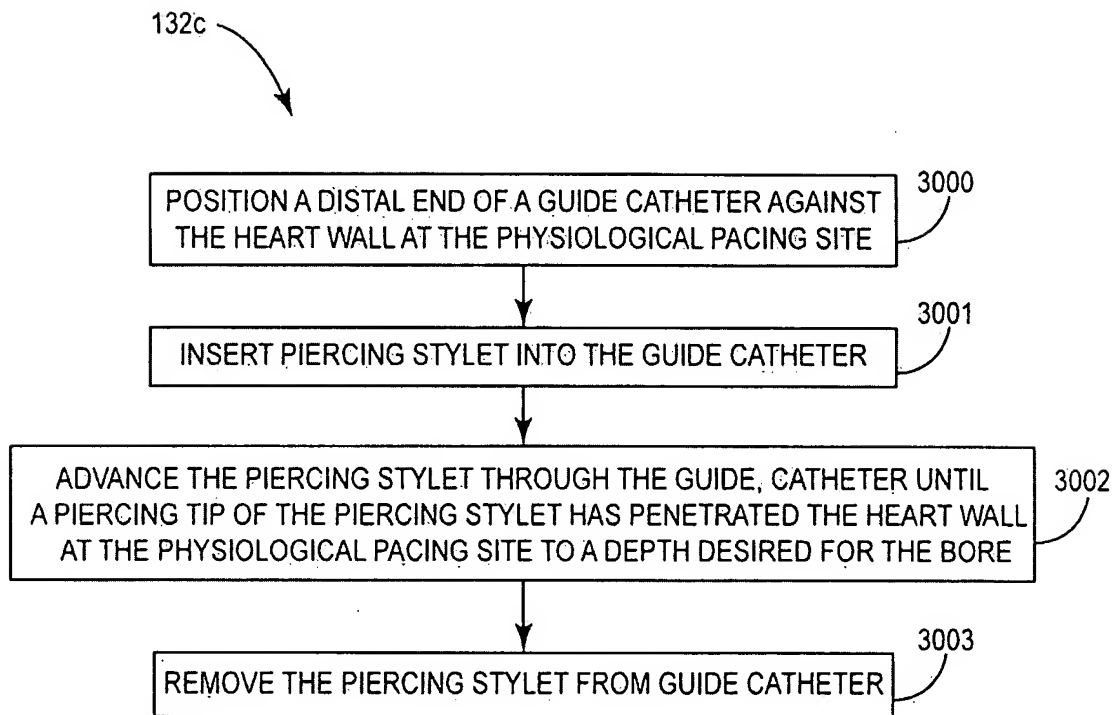 132c
3000
POSITION A DISTAL END OF A GUIDE CATHETER AGAINST
THE HEART WALL AT THE PHYSIOLOGICAL PACING SITE
3001
INSERT PIERCING STYLET INTO THE GUIDE CATHETER
3002
ADVANCE THE PIERCING STYLET THROUGH THE GUIDE, CATHETER UNTIL
A PIERCING TIP OF THE PIERCING STYLET HAS PENETRATED THE HEART WALL
AT THE PHYSIOLOGICAL PACING SITE TO A DEPTH DESIRED FOR THE BORE
3003
REMOVE THE PIERCING STYLET FROM GUIDE CATHETER